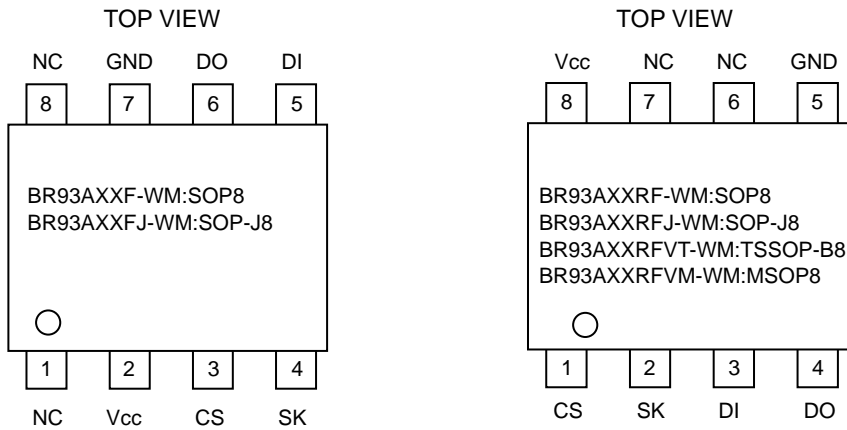 TOP VIEW
NC GND DO DI
8 7 6 5
BR93AXXF-WM:SOP8
BR93AXXFJ-WM:SOP-J8
1 2 3 4
NC Vcc CS SK
TOP VIEW
Vcc NC NC GND
8 7 6 5
BR93AXXRF-WM:SOP8
BR93AXXRFJ-WM:SOP-J8
BR93AXXRFVT-WM:TSSOP-B8
BR93AXXRFVM-WM:MSOP8
1 2 3 4
CS SK DI DO